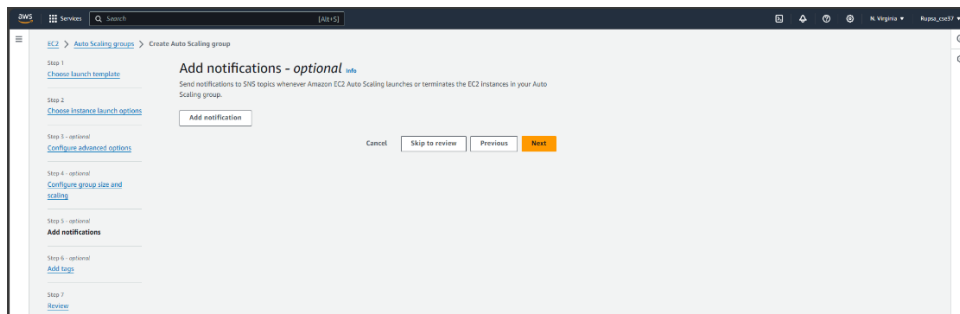 aws
Services
Search
[Alt+S]
N. Virginia
Rupsa_cse37
EC2 > Auto Scaling groups > Create Auto Scaling group
Step 1
Choose launch template
Step 2
Choose instance launch options
Step 3 - optional
Configure advanced options
Step 4 - optional
Configure group size and
scaling
Step 5 - optional
Add notifications
Step 6 - optional
Add tags
Step 7
Review
Add notifications - optional Info
Send notifications to SNS topics whenever Amazon EC2 Auto Scaling launches or terminates the EC2 instances in your Auto
Scaling group.
Add notification
Cancel
Skip to review
Previous
Next